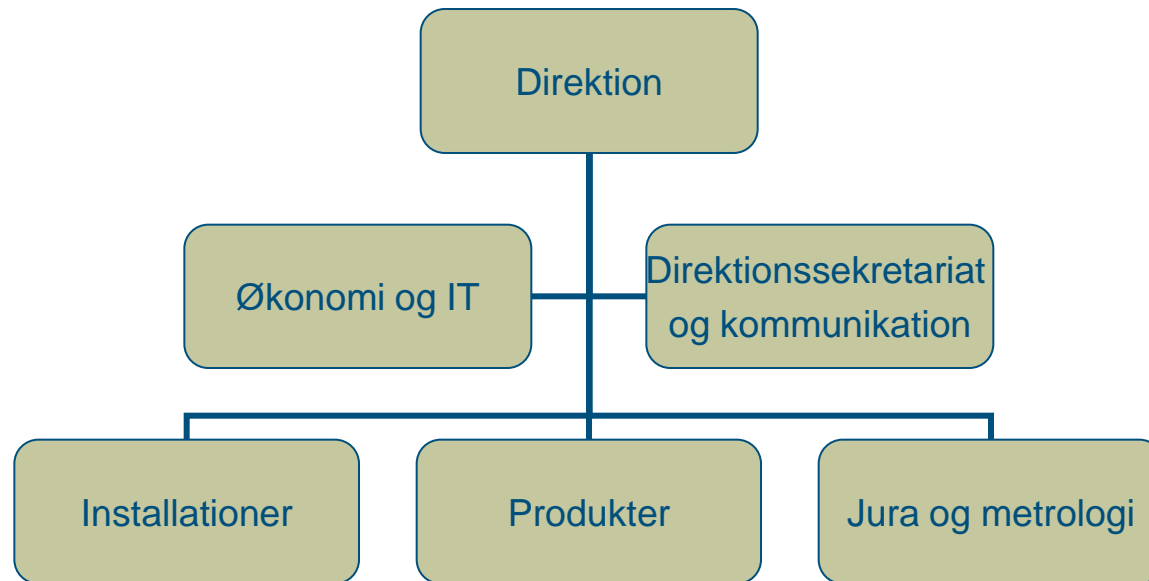 Direktion
Økonomi og IT
Direktionssekretariat
og kommunikation
Installationer
Produkter
Jura og metrologi